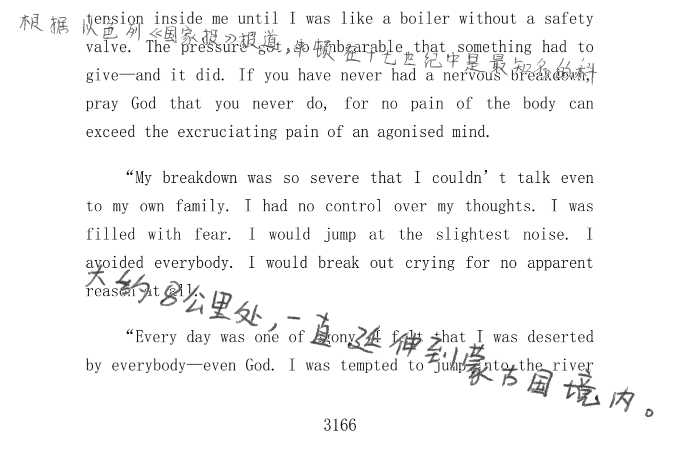 根据以色列《国家报》报道，牛顿在十七世纪中是最知名的科
tension inside me until I was like a boiler without a safety
valve. The pressure got so unbearable that something had to
give—and it did. If you have never had a nervous breakdown,
pray God that you never do, for no pain of the body can
exceed the excruciating pain of an agonised mind.
“My breakdown was so severe that I couldn’t talk even
to my own family. I had no control over my thoughts. I was
filled with fear. I would jump at the slightest noise. I
avoided everybody. I would break out crying for no apparent
reason at all.
大约8公里处，一直延伸到蒙古国境内。
“Every day was one of agony. I felt that I was deserted
by everybody—even God. I was tempted to jump into the river
3166